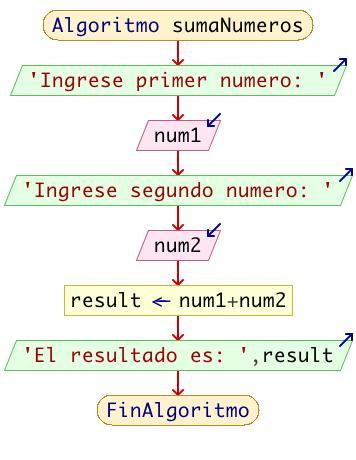 Algoritmo sumaNumeros
'Ingrese primer numero: '
num1
'Ingrese segundo numero: '
num2
result ← num1+num2
'El resultado es: ',result
FinAlgoritmo